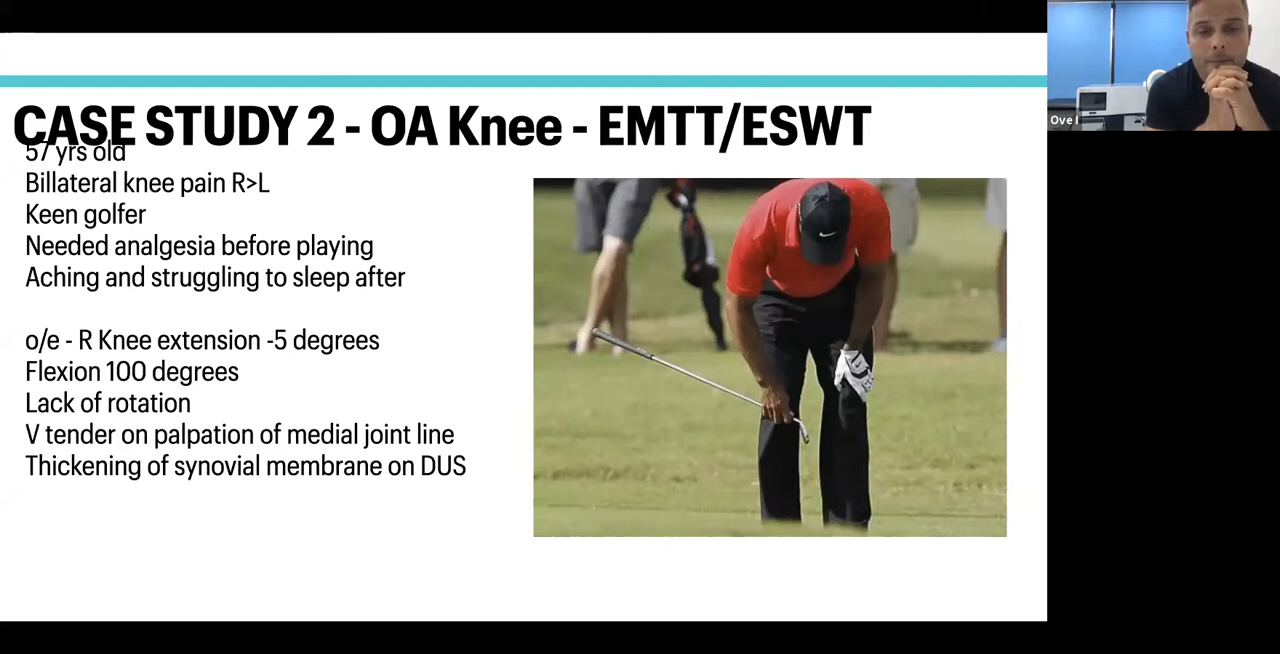 CASE STUDY 2 - OA Knee - EMTT/ESWT
57 yrs old
Billateral knee pain R>L
Keen golfer
Needed analgesia before playing
Aching and struggling to sleep after
o/e - R Knee extension -5 degrees
Flexion 100 degrees
Lack of rotation
V tender on palpation of medial joint line
Thickening of synovial membrane on DUS
Ove